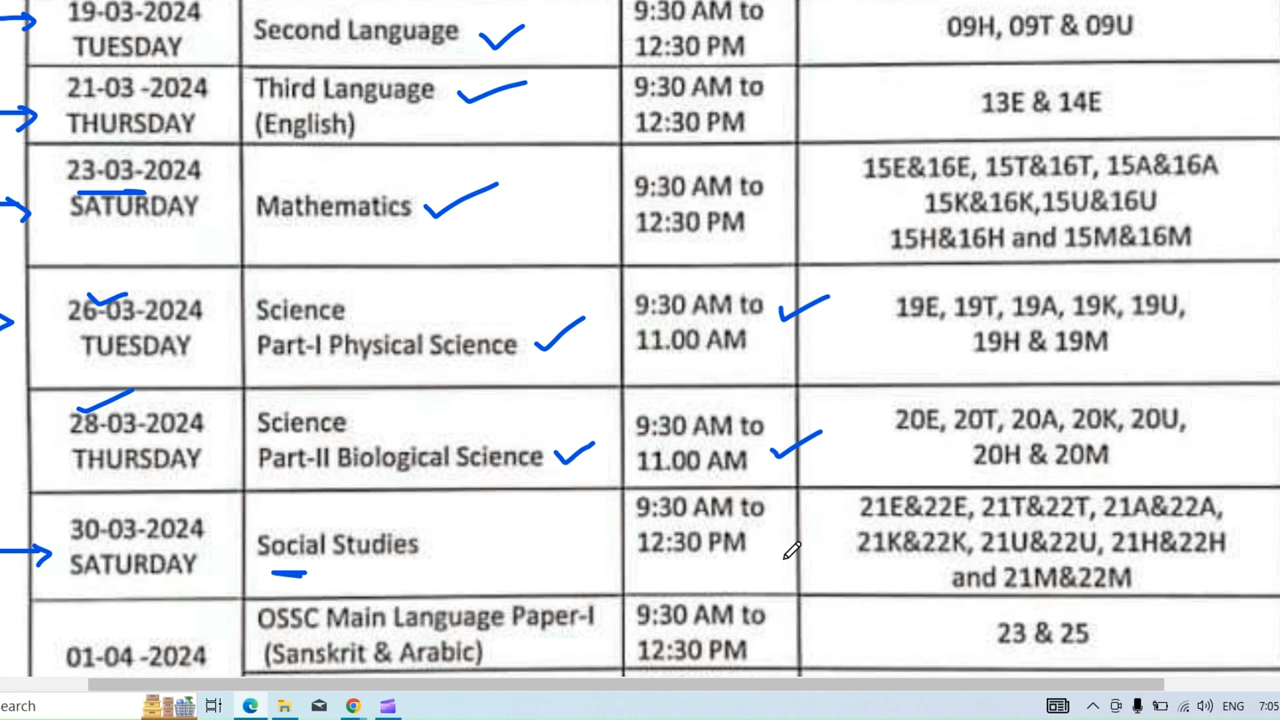 19-03-2024
TUESDAY
Second Language
9:30 AM to
12:30 PM
09H, 09T & 09U
21-03 -2024
THURSDAY
Third Language
(English)
9:30 AM to
12:30 PM
13E & 14E
23-03-2024
SATURDAY
Mathematics
9:30 AM to
12:30 PM
15E&16E, 15T&16T, 15A&16A
15K&16K,15U&16U
15H&16H and 15M&16M
26-03-2024
TUESDAY
Science
Part-I Physical Science
9:30 AM to
11.00 AM
19E, 19T, 19A, 19K, 19U,
19H & 19M
28-03-2024
THURSDAY
Science
Part-II Biological Science
9:30 AM to
11.00 AM
20E, 20T, 20A, 20K, 20U,
20H & 20M
30-03-2024
SATURDAY
Social Studies
9:30 AM to
12:30 PM
21E&22E, 21T&22T, 21A&22A,
21K&22K, 21U&22U, 21H&22H
and 21M&22M
01-04 -2024
OSSC Main Language Paper-I
(Sanskrit & Arabic)
9:30 AM to
12:30 PM
23 & 25
earch
ENG
7:05